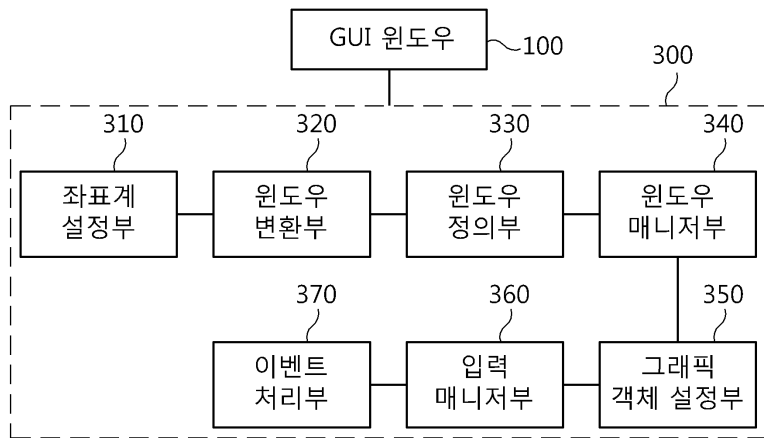 GUI 윈도우
100
300
310
320
330
340
좌표계
설정부
윈도우
변환부
윈도우
정의부
윈도우
매니저부
370
360
350
이벤트
처리부
입력
매니저부
그래픽
객체 설정부